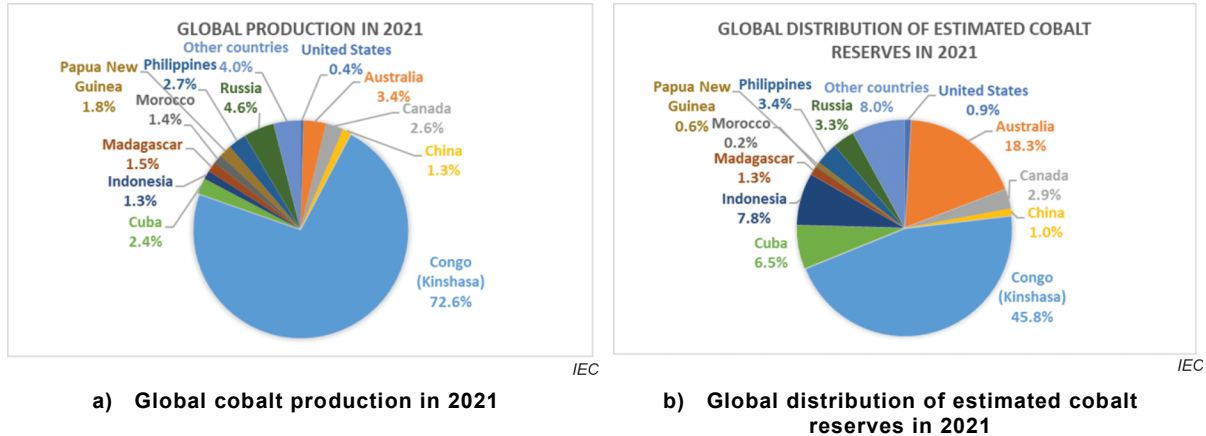 GLOBAL PRODUCTION IN 2021
Other countries
4.0%
United States
0.4%
Australia
3.4%
Canada
2.6%
China
1.3%
Congo
(Kinshasa)
72.6%
Cuba
2.4%
Indonesia
1.3%
Madagascar
1.5%
Morocco
1.4%
Papua New
Guinea
1.8%
Philippines
2.7%
Russia
4.6%
IEC
a) Global cobalt production in 2021
GLOBAL DISTRIBUTION OF ESTIMATED COBALT
RESERVES IN 2021
Other countries
8.0%
United States
0.9%
Australia
18.3%
Canada
2.9%
China
1.0%
Congo
(Kinshasa)
45.8%
Cuba
6.5%
Indonesia
7.8%
Madagascar
1.3%
Morocco
0.2%
Papua New
Guinea
0.6%
Philippines
3.4%
Russia
3.3%
IEC
b) Global distribution of estimated cobalt
reserves in 2021